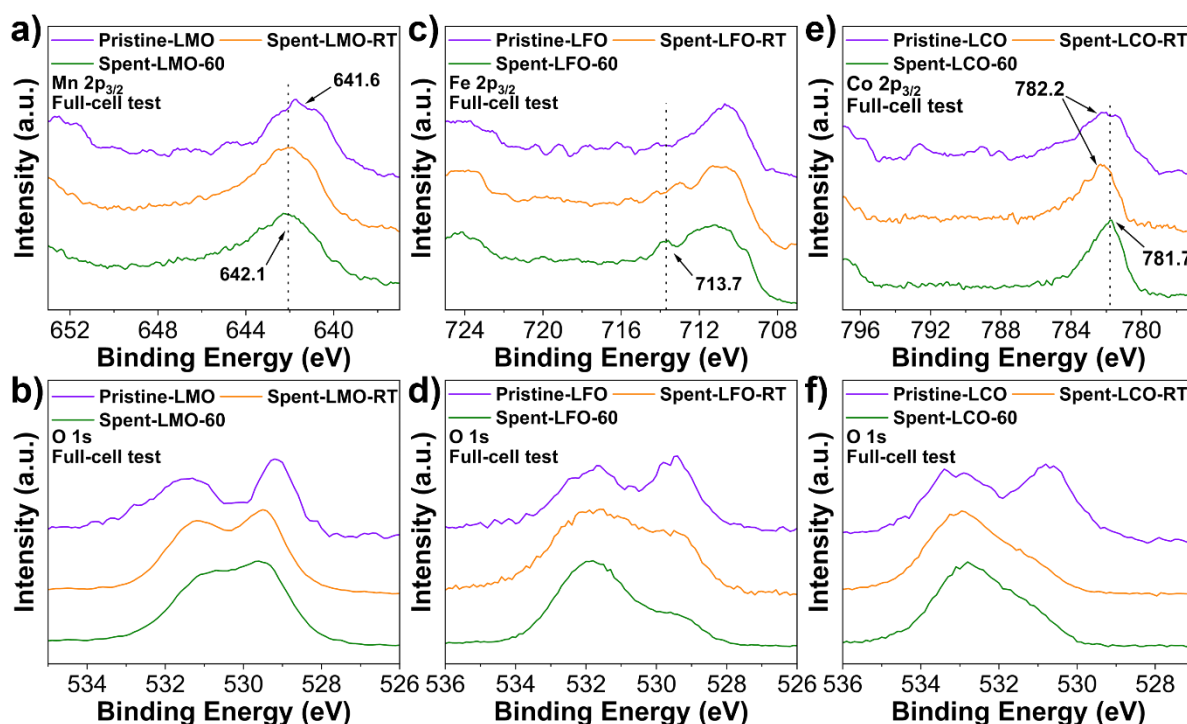 a)
Pristine-LMO Spent-LMO-RT
Spent-LMO-60
Mn 2p3/2
Full-cell test
641.6
642.1
Intensity (a.u.)
652 648 644 640
Binding Energy (eV)
c)
Pristine-LFO Spent-LFO-RT
Spent-LFO-60
Fe 2p3/2
Full-cell test
713.7
Intensity (a.u.)
724 720 716 712 708
Binding Energy (eV)
e)
Pristine-LCO Spent-LCO-RT
Spent-LCO-60
Co 2p3/2
Full-cell test
782.2
781.7
Intensity (a.u.)
796 792 788 784 780
Binding Energy (eV)
b)
Pristine-LMO Spent-LMO-RT
Spent-LMO-60
O 1s
Full-cell test
Intensity (a.u.)
534 532 530 528 526
Binding Energy (eV)
d)
Pristine-LFO Spent-LFO-RT
Spent-LFO-60
O 1s
Full-cell test
Intensity (a.u.)
536 534 532 530 528 526
Binding Energy (eV)
f)
Pristine-LCO Spent-LCO-RT
Spent-LCO-60
O 1s
Full-cell test
Intensity (a.u.)
536 534 532 530 528
Binding Energy (eV)